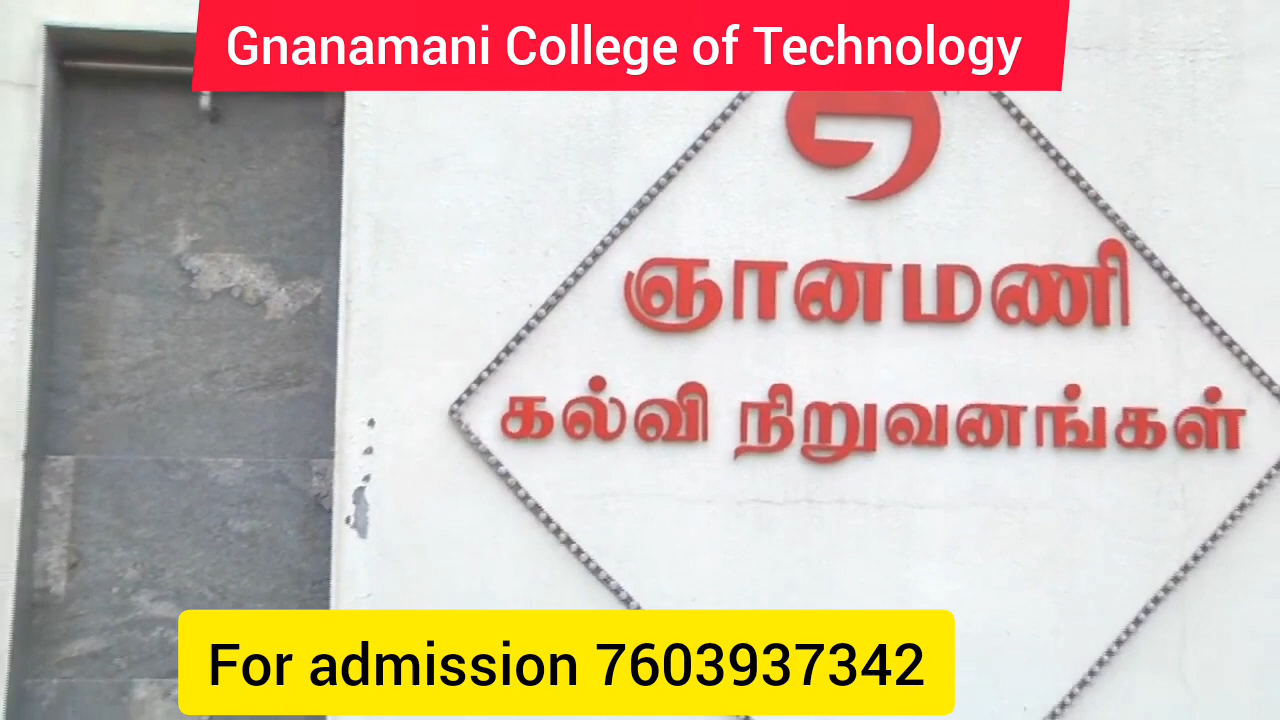 Gnanamani College of Technology
ஞானமணி
கல்வி நிறுவனங்கள்
For admission 7603937342